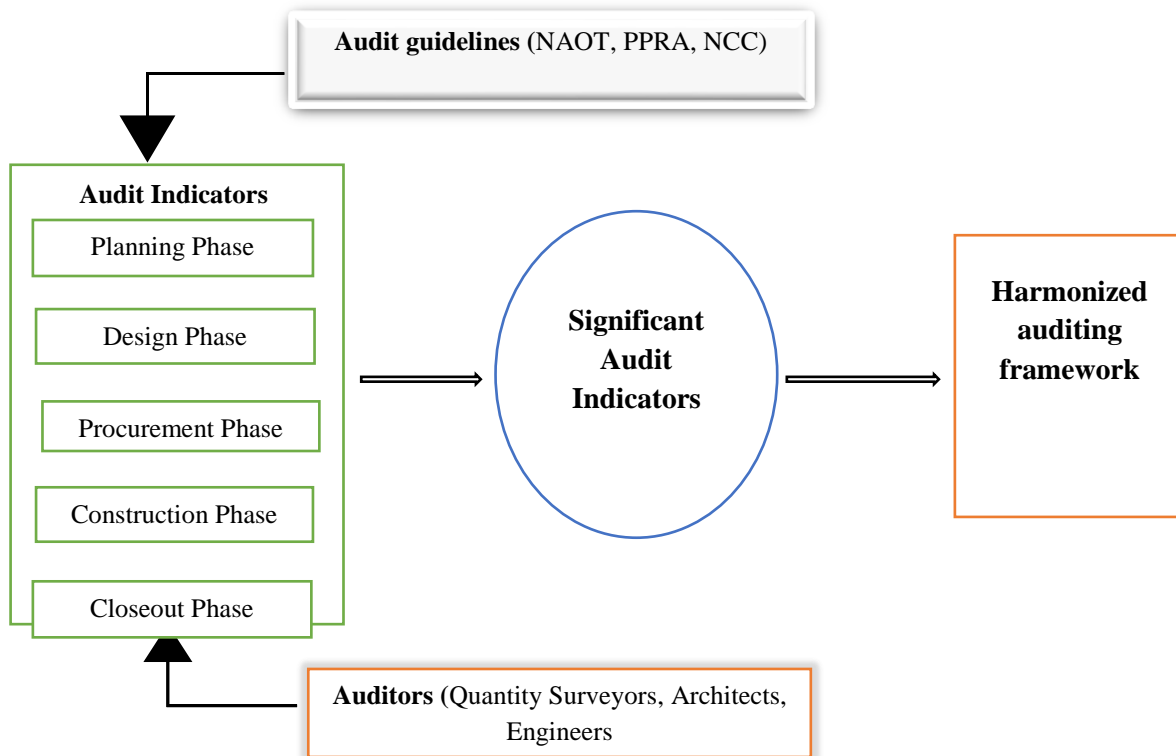 Audit guidelines (NAOT, PPRA, NCC)
Audit Indicators
Planning Phase
Design Phase
Procurement Phase
Construction Phase
Closeout Phase
Significant
Audit
Indicators
Harmonized
auditing
framework
Auditors (Quantity Surveyors, Architects,
Engineers